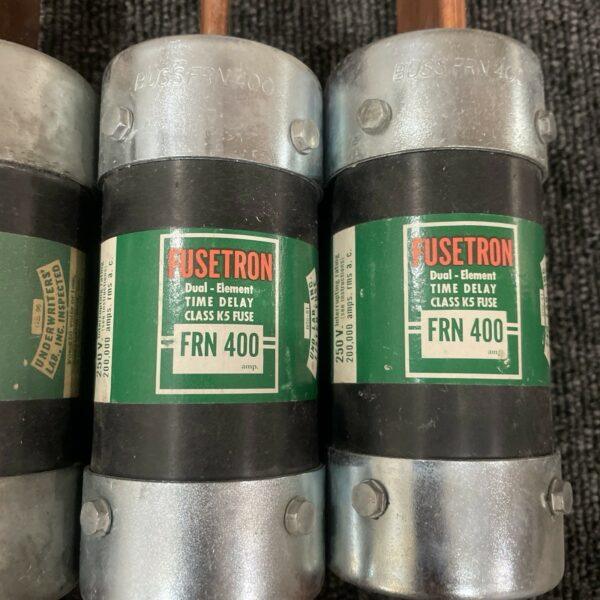 BUSS FRN 400
BUSS FRN 40
UNDERWRITERS'
LAB., INC. INSPECTED
250 V
200,000 amps. rms a. c.
FUSETRON
Dual - Element
TIME DELAY
CLASS K5 FUSE
FRN 400
amp.
250 V
200,000 amps. rms a. c.
FUSETRON
Dual - Element
TIME DELAY
CLASS K5 FUSE
FRN 400
amp.